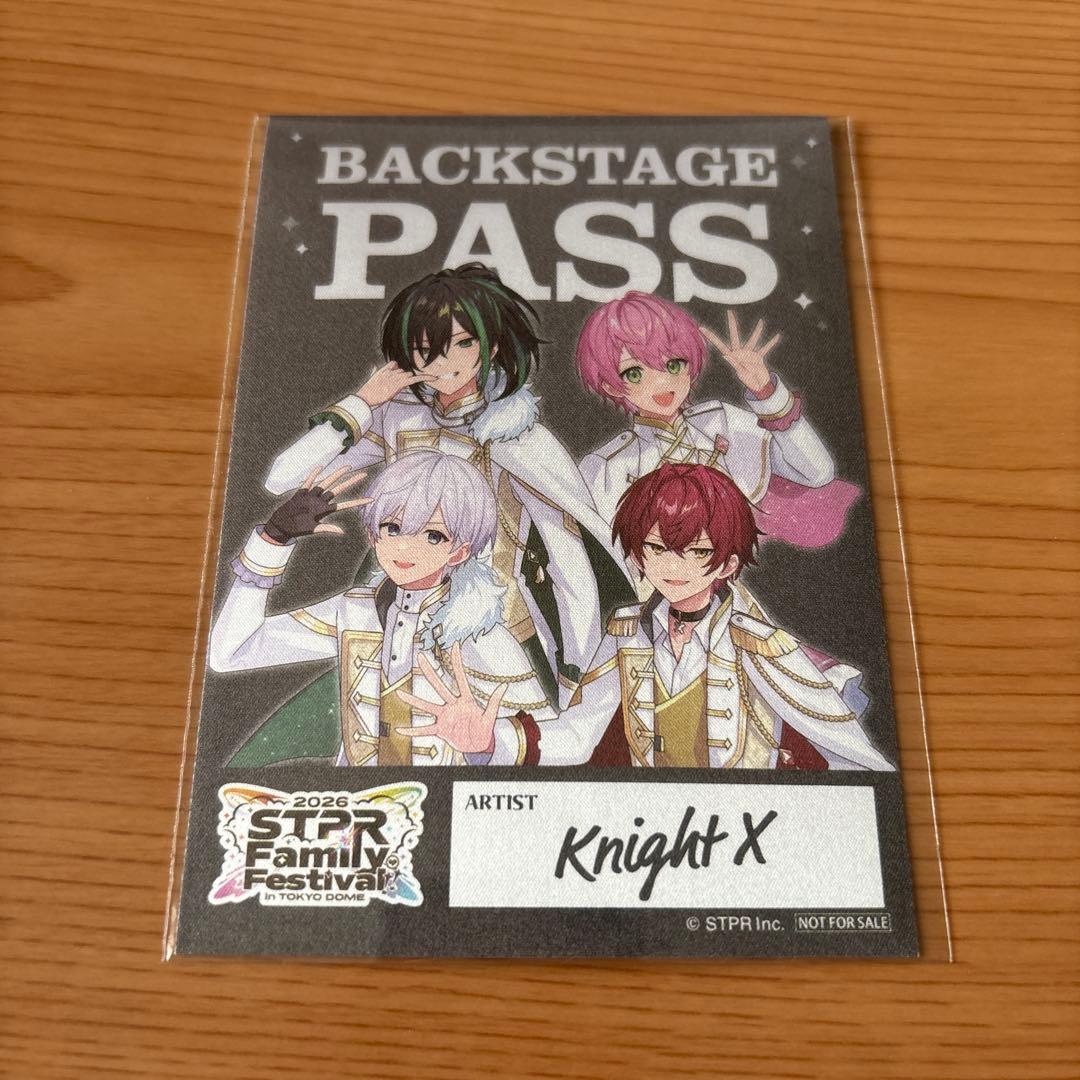 BACKSTAGE
PASS
2026
STPR
Family
Festival!
in TOKYO DOME
ARTIST
Knight X
© STPR Inc. NOT FOR SALE